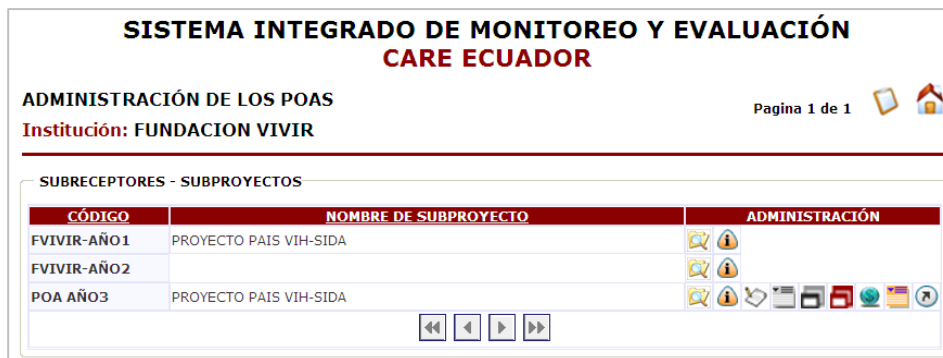 SISTEMA INTEGRADO DE MONITOREO Y EVALUACIÓN
CARE ECUADOR
ADMINISTRACIÓN DE LOS POAS
Pagina 1 de 1
Institución: FUNDACION VIVIR
SUBRECEPTORES - SUBPROYECTOS
CÓDIGO NOMBRE DE SUBPROYECTO ADMINISTRACIÓN
FVIVIR-AÑO1 PROYECTO PAIS VIH-SIDA
FVIVIR-AÑO2
POA AÑO3 PROYECTO PAIS VIH-SIDA